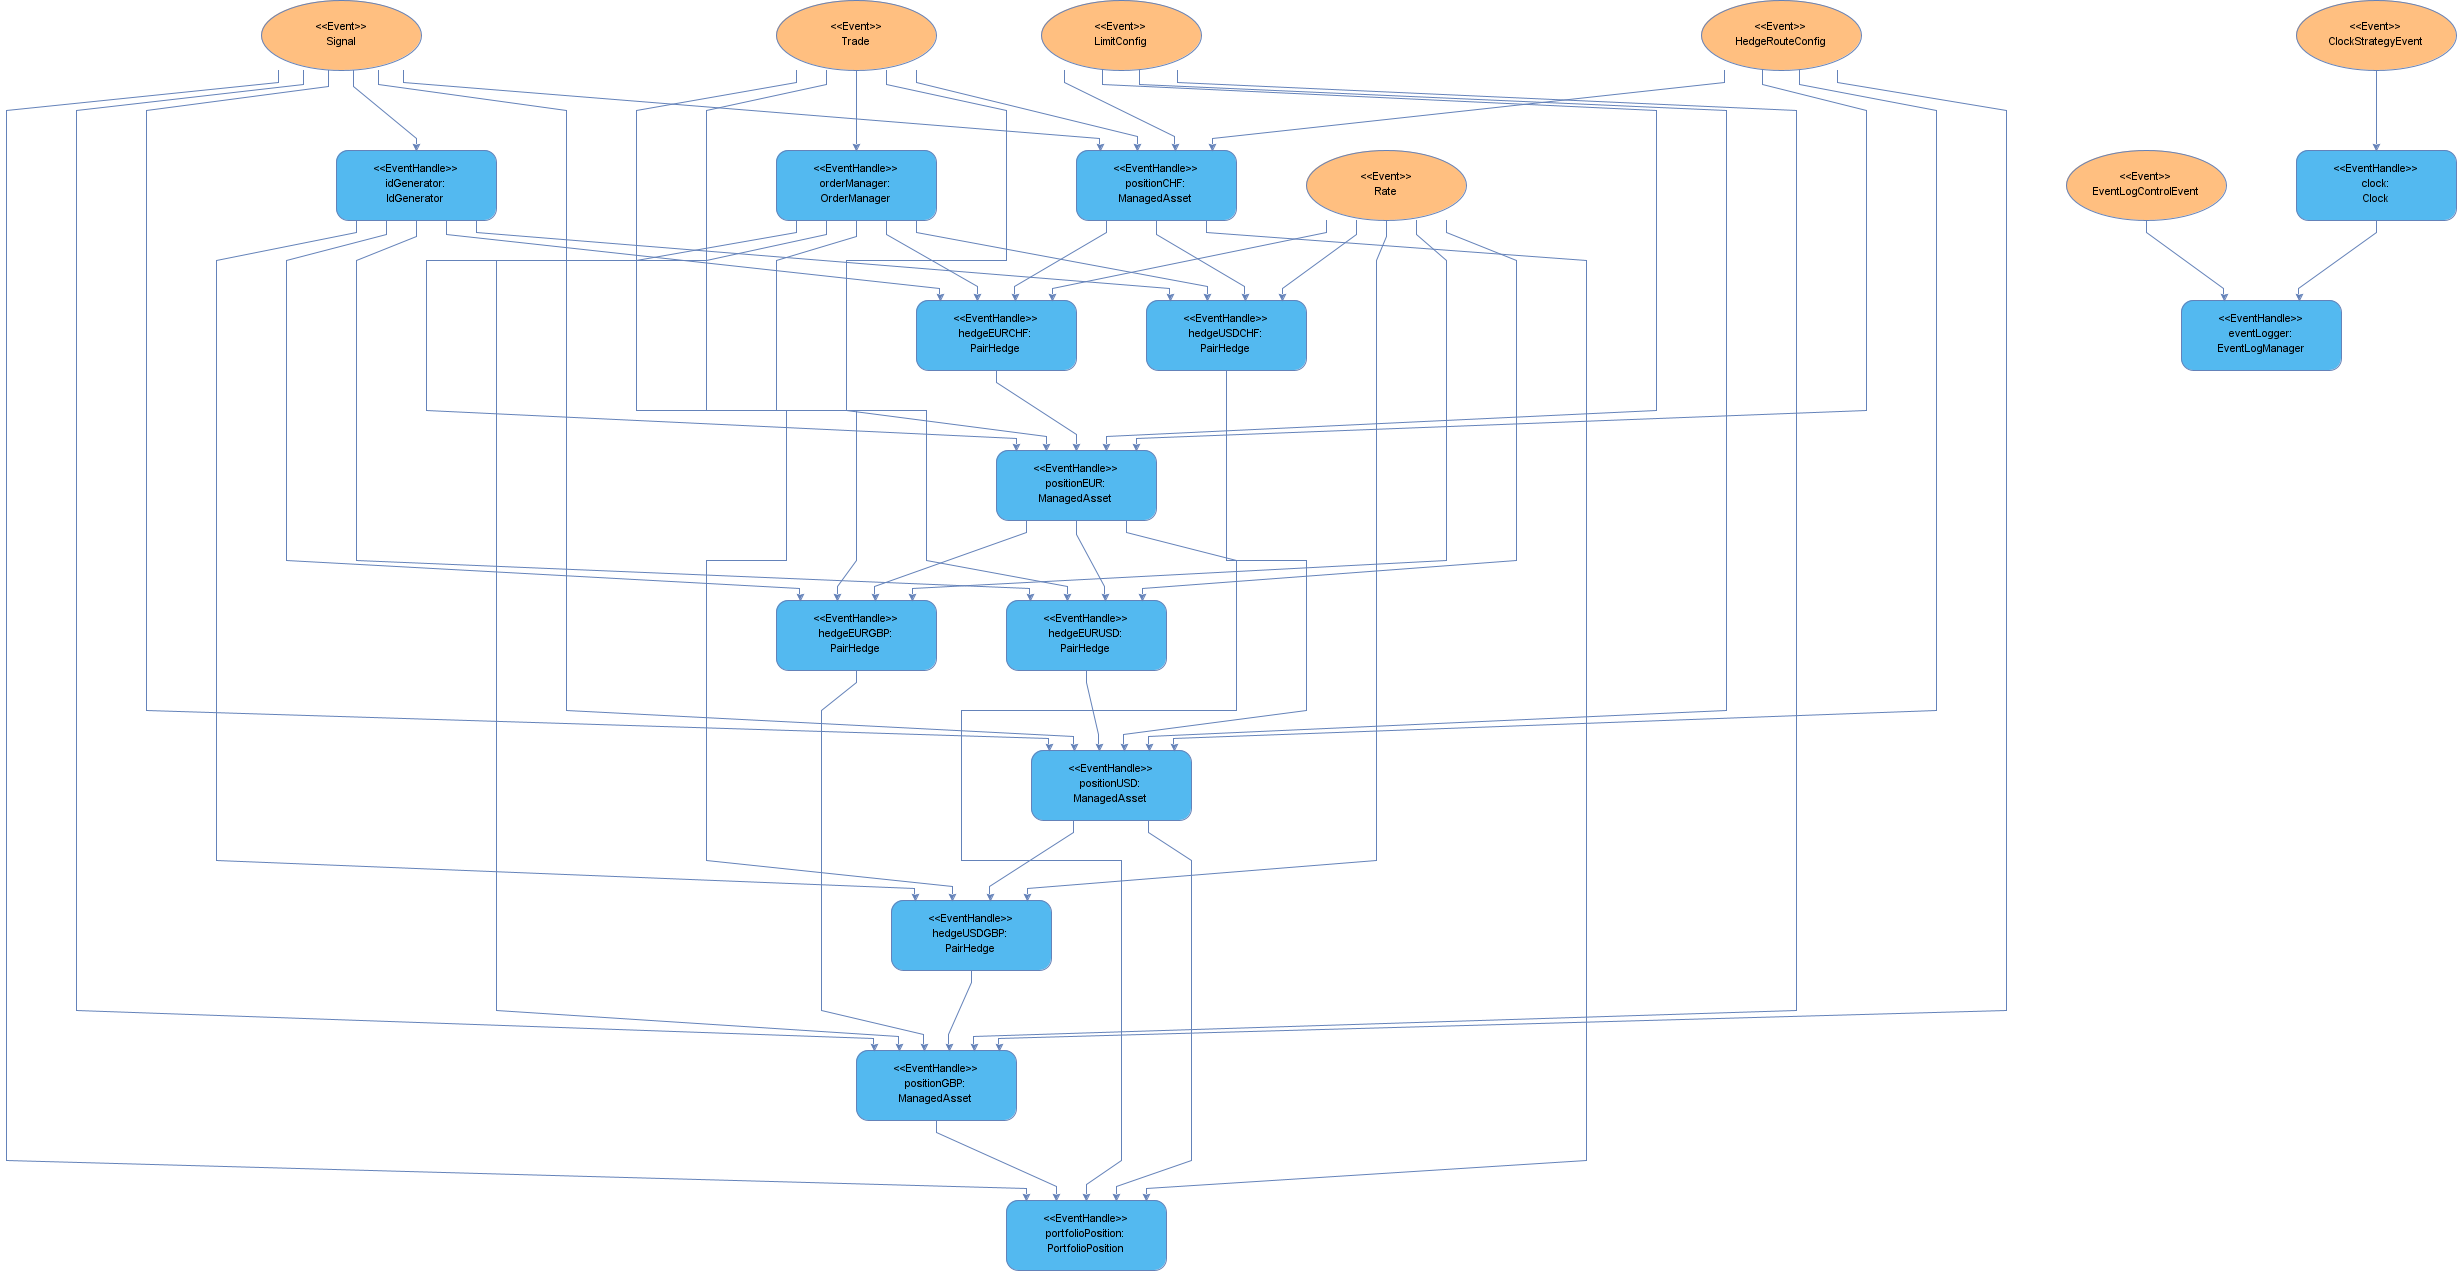 <<Event>>
Signal
<<Event>>
Trade
<<Event>>
LimitConfig
<<Event>>
HedgeRouteConfig
<<Event>>
ClockStrategyEvent
<<EventHandle>>
idGenerator:
IdGenerator
<<EventHandle>>
orderManager:
OrderManager
<<EventHandle>>
positionCHF:
ManagedAsset
<<Event>>
Rate
<<Event>>
EventLogControlEvent
<<EventHandle>>
clock:
Clock
<<EventHandle>>
hedgeEURCHF:
PairHedge
<<EventHandle>>
hedgeUSDCHF:
PairHedge
<<EventHandle>>
eventLogger:
EventLogManager
<<EventHandle>>
positionEUR:
ManagedAsset
<<EventHandle>>
hedgeEURGBP:
PairHedge
<<EventHandle>>
hedgeEURUSD:
PairHedge
<<EventHandle>>
positionUSD:
ManagedAsset
<<EventHandle>>
hedgeUSDGBP:
PairHedge
<<EventHandle>>
positionGBP:
ManagedAsset
<<EventHandle>>
portfolioPosition:
PortfolioPosition